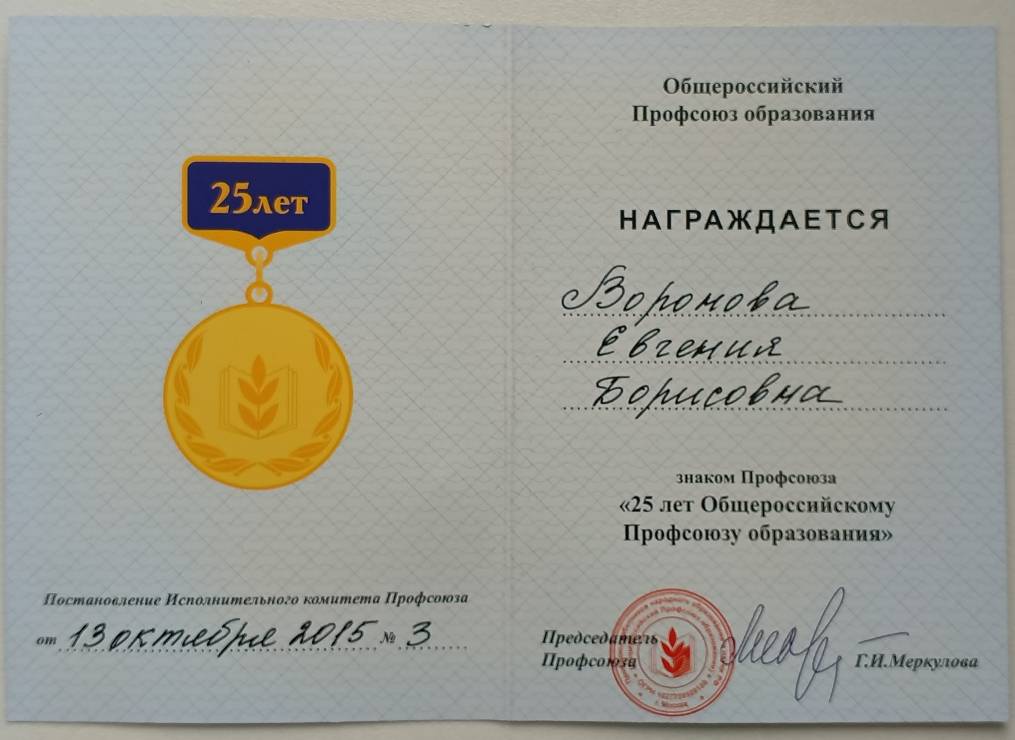 25лет
Постановление Исполнительного комитета Профсоюза
от 13 октября 2015 № 3
Общероссийский
Профсоюз образования
НАГРАЖДАЕТСЯ
Воронова
Евгения
Борисовна
знаком Профсоюза
«25 лет Общероссийскому
Профсоюзу образования»
Председатель
Профсоюза
Г.И.Меркулова
г. Москва